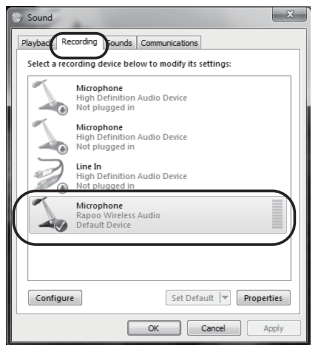 Sound
Playback Recording Sounds Communications
Select a recording device below to modify its settings:
Microphone
High Definition Audio Device
Not plugged in
Microphone
High Definition Audio Device
Not plugged in
Line In
High Definition Audio Device
Not plugged in
Microphone
Rapoo Wireless Audio
Default Device
Configure Set Default Properties
OK Cancel Apply